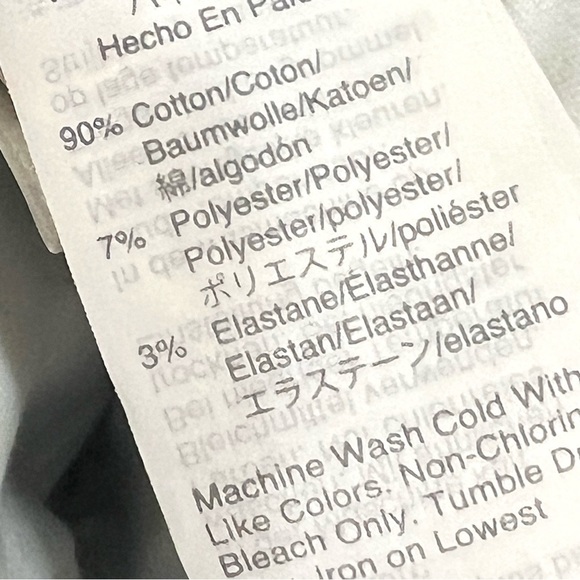 Hecho En
90% Cotton/Coton/
Baumwolle/Katoen/
綿/algodón
7% Polyester/Polyester/
Polyester/polyester/
ポリエステル/poliéster
3% Elastane/Élasthanne/
Elastan/Elastaan/
エラステーン/elastano
Machine Wash Cold With
Like Colors. Non-Chlorin
Bleach Only. Tumble D
Iron on Lowest